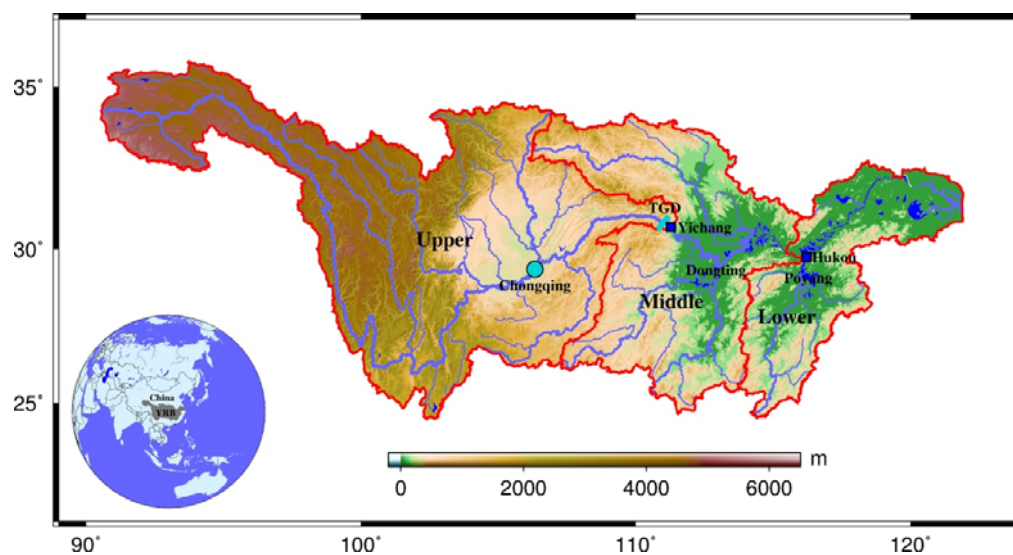 35°
30°
25°
TGD
Yichang
Upper
Hukou
Dongting
Chongqing
Poyang
Middle
Lower
China
YRB
m
0
2000
4000
6000
90°
100°
110°
120°